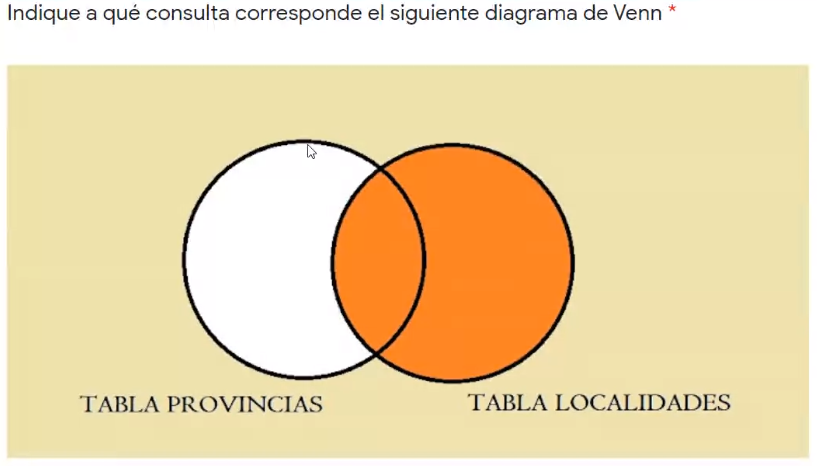 Indique a qué consulta corresponde el siguiente diagrama de Venn *
TABLA PROVINCIAS
TABLA LOCALIDADES